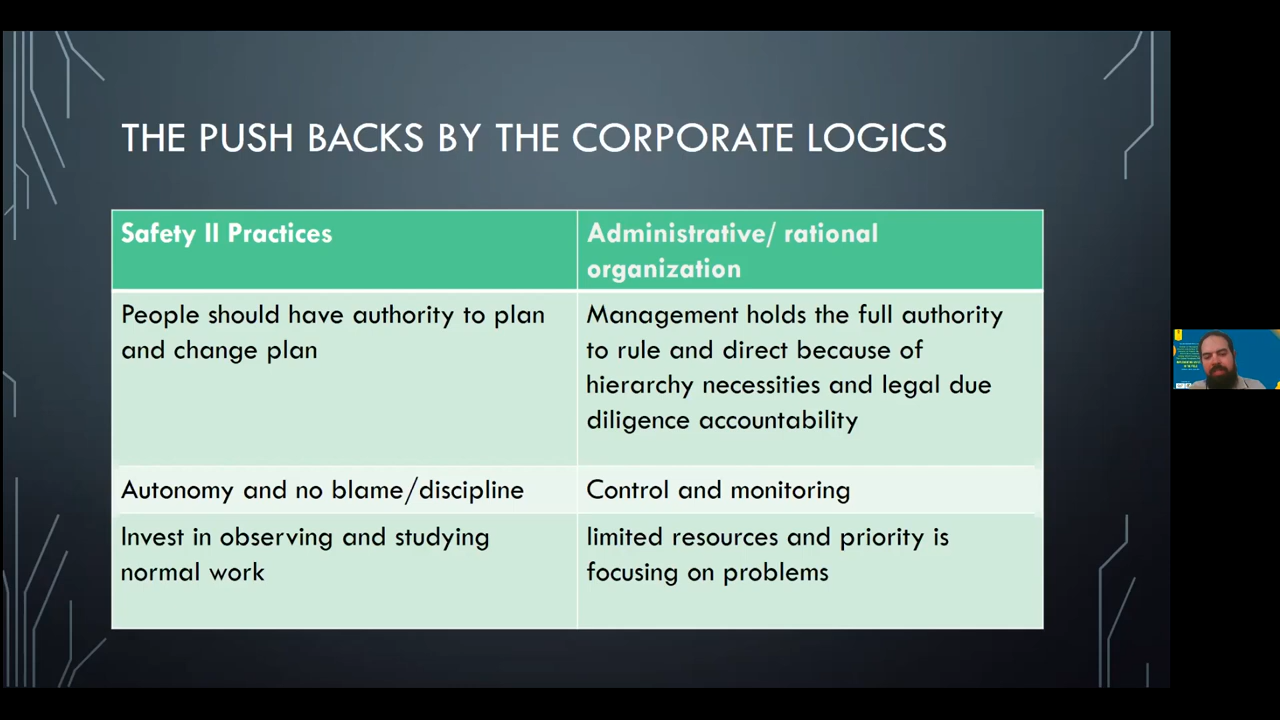 THE PUSH BACKS BY THE CORPORATE LOGICS
Safety II Practices
Administrative/ rational
organization
People should have authority to plan
and change plan
Management holds the full authority
to rule and direct because of
hierarchy necessities and legal due
diligence accountability
Autonomy and no blame/discipline
Control and monitoring
Invest in observing and studying
normal work
limited resources and priority is
focusing on problems